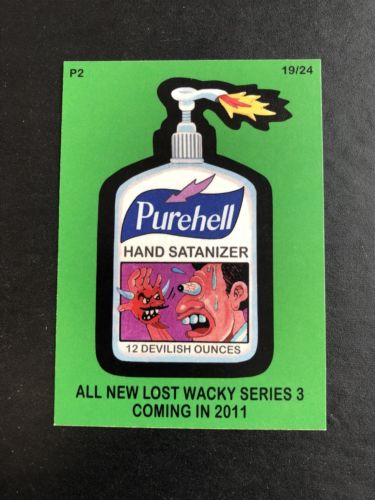 P2 19/24
Purehell
HAND SATANIZER
12 DEVILISH OUNCES
ALL NEW LOST WACKY SERIES 3
COMING IN 2011